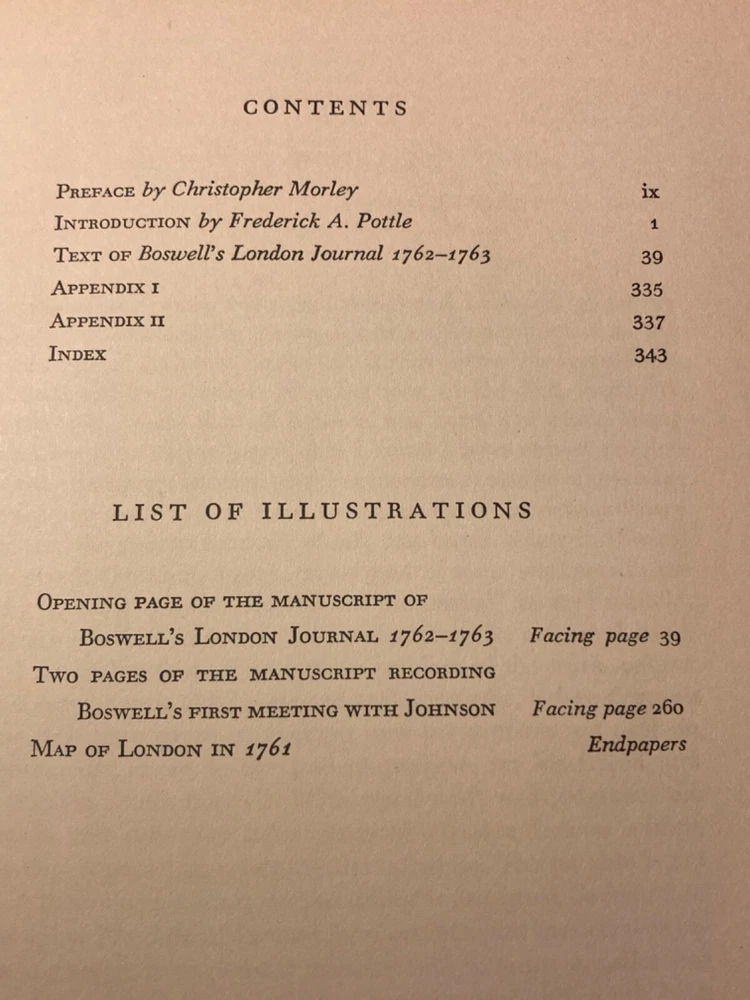 CONTENTS
PREFACE by Christopher Morley ix
INTRODUCTION by Frederick A. Pottle 1
TEXT OF Boswell's London Journal 1762–1763 39
APPENDIX I 335
APPENDIX II 337
INDEX 343
LIST OF ILLUSTRATIONS
OPENING PAGE OF THE MANUSCRIPT OF
BOSWELL'S LONDON JOURNAL 1762–1763 Facing page 39
TWO PAGES OF THE MANUSCRIPT RECORDING
BOSWELL'S FIRST MEETING WITH JOHNSON Facing page 260
MAP OF LONDON IN 1761 Endpapers